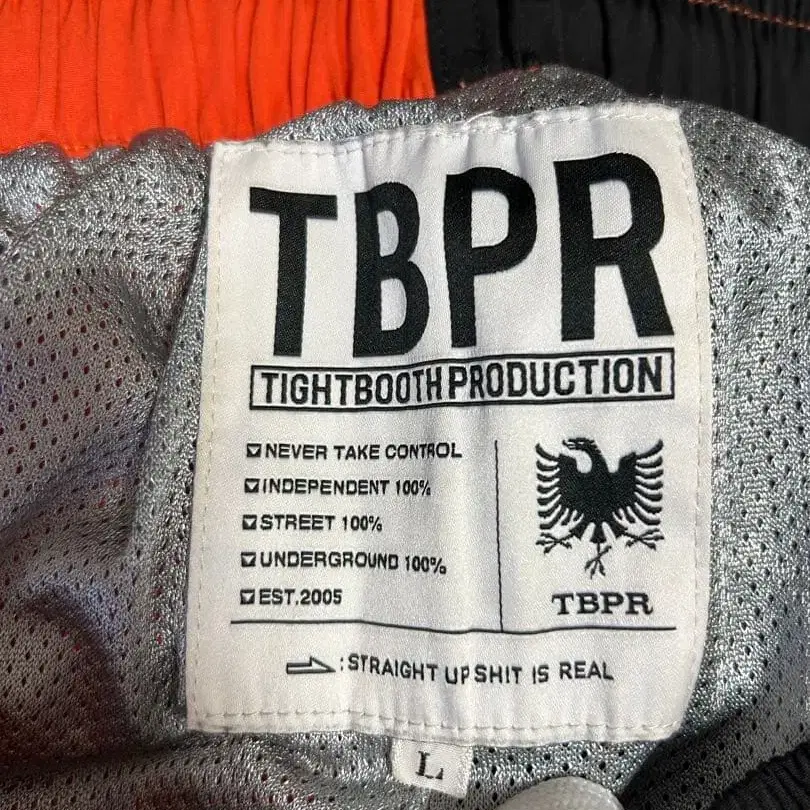 TBPR
TIGHTBOOTH PRODUCTION
NEVER TAKE CONTROL
INDEPENDENT 100%
STREET 100%
UNDERGROUND 100%
EST.2005
TBPR
:STRAIGHT UP SHIT IS REAL
L